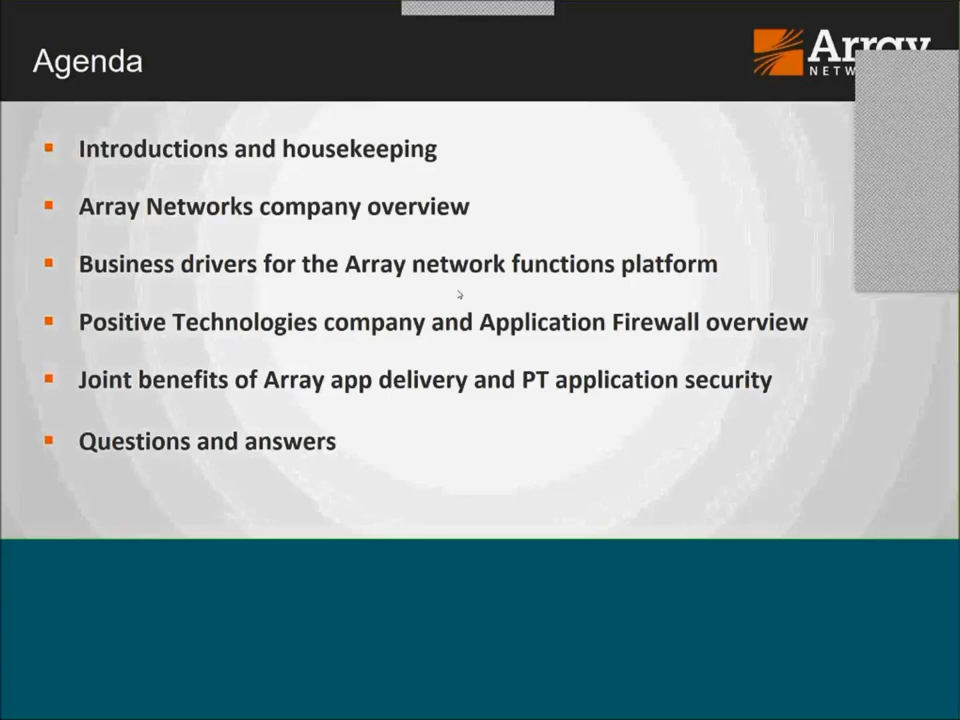 Agenda
Array
Introductions and housekeeping
Array Networks company overview
Business drivers for the Array network functions platform
Positive Technologies company and Application Firewall overview
Joint benefits of Array app delivery and PT application security
Questions and answers